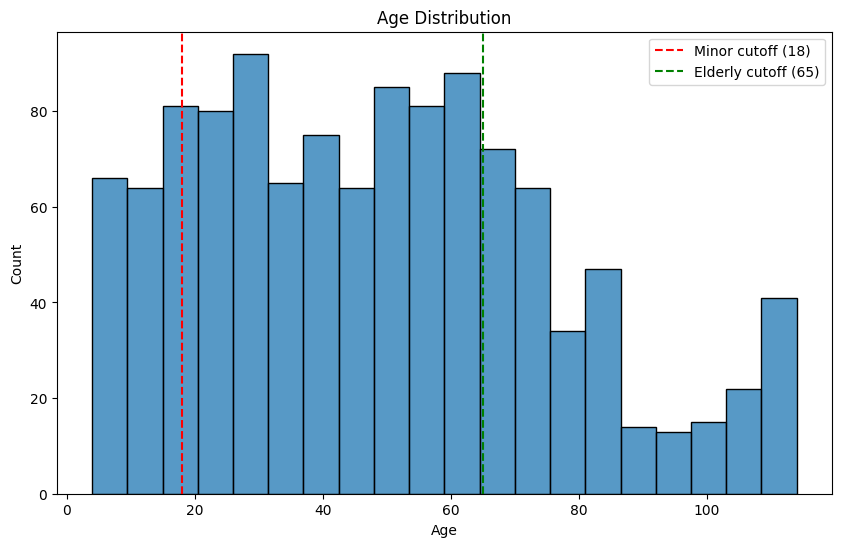 Age Distribution
Minor cutoff (18)
Elderly cutoff (65)
Count
80
60
40
20
0
0 20 40 60 80 100
Age